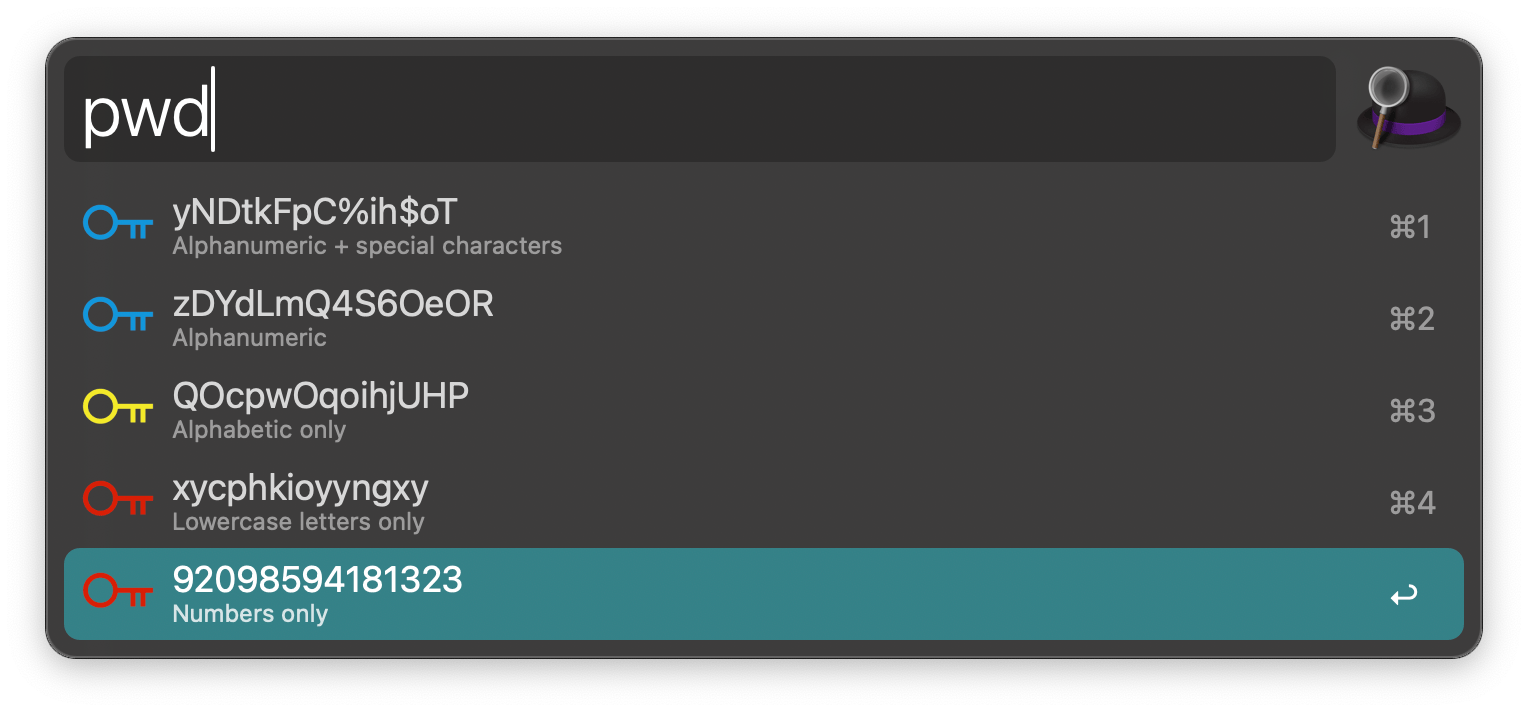 pwd
yNDtkFpC%ih$oT
Alphanumeric + special characters
⌘1
zDYdLmQ4S6OeOR
Alphanumeric
⌘2
QOcpwOqoihjUHP
Alphabetic only
⌘3
xycphkioyyngxy
Lowercase letters only
⌘4
92098594181323
Numbers only